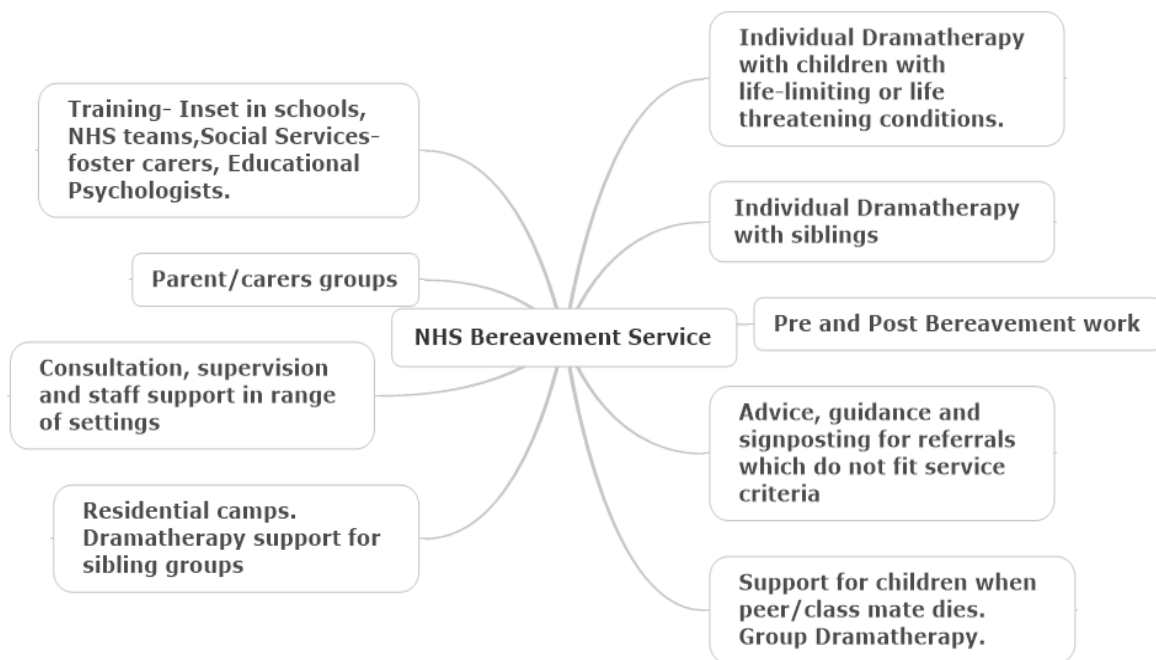 Individual Dramatherapy
with children with
life-limiting or life
threatening conditions.
Training- Inset in schools,
NHS teams,Social Services-
foster carers, Educational
Psychologists.
Individual Dramatherapy
with siblings
Parent/carers groups
NHS Bereavement Service
Pre and Post Bereavement work
Consultation, supervision
and staff support in range
of settings
Advice, guidance and
signposting for referrals
which do not fit service
criteria
Residential camps.
Dramatherapy support for
sibling groups
Support for children when
peer/class mate dies.
Group Dramatherapy.